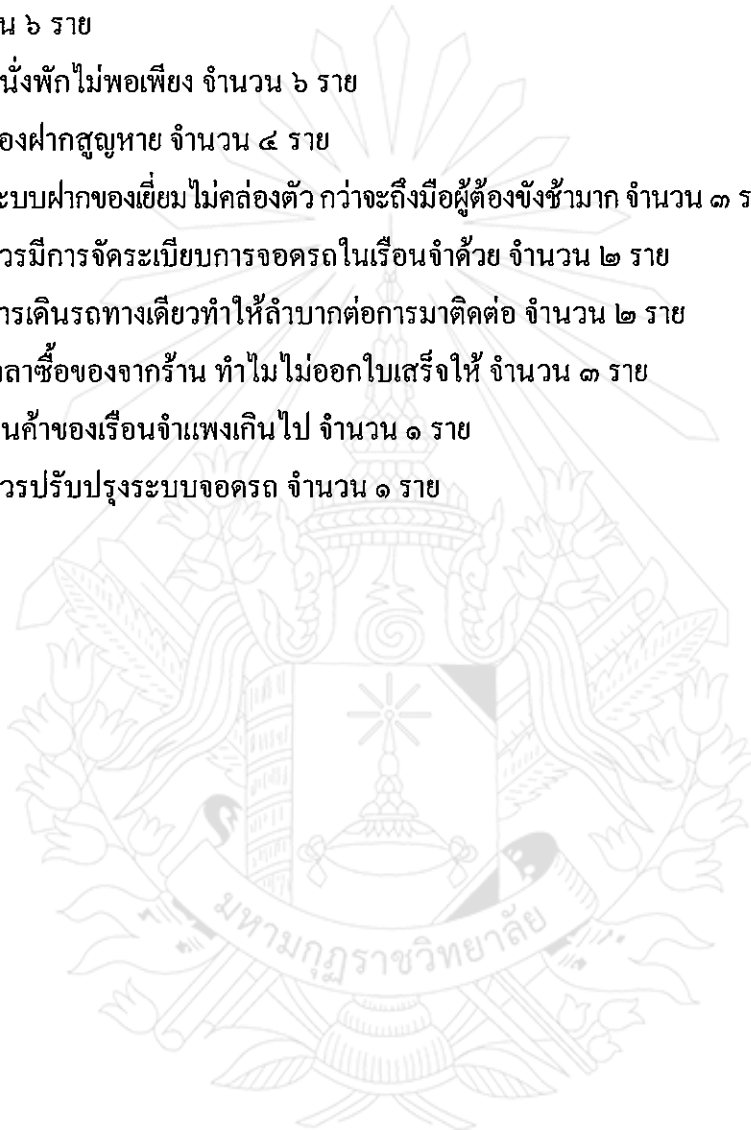 น ๖ ราย
นั่งพักไม่พอเพียง จำนวน ๖ ราย
องฝากสูญหาย จำนวน ๔ ราย
ะบบฝากของเยี่ยมไม่คล่องตัว กว่าจะถึงมือผู้ต้องขังช้ามาก จำนวน ๓ ร
วรมีการจัดระเบียบการจอดรถในเรือนจำด้วย จำนวน ๒ ราย
ารเดินรถทางเดียวทำให้ลำบากต่อการมาติดต่อ จำนวน ๒ ราย
วลาซื้อของจากร้าน ทำไมไม่ออกใบเสร็จให้ จำนวน ๓ ราย
นค้าของเรือนจำแพงเกินไป จำนวน ๑ ราย
วรปรับปรุงระบบจอดรถ จำนวน ๑ ราย
มหามกุฏราชวิทยาลัย